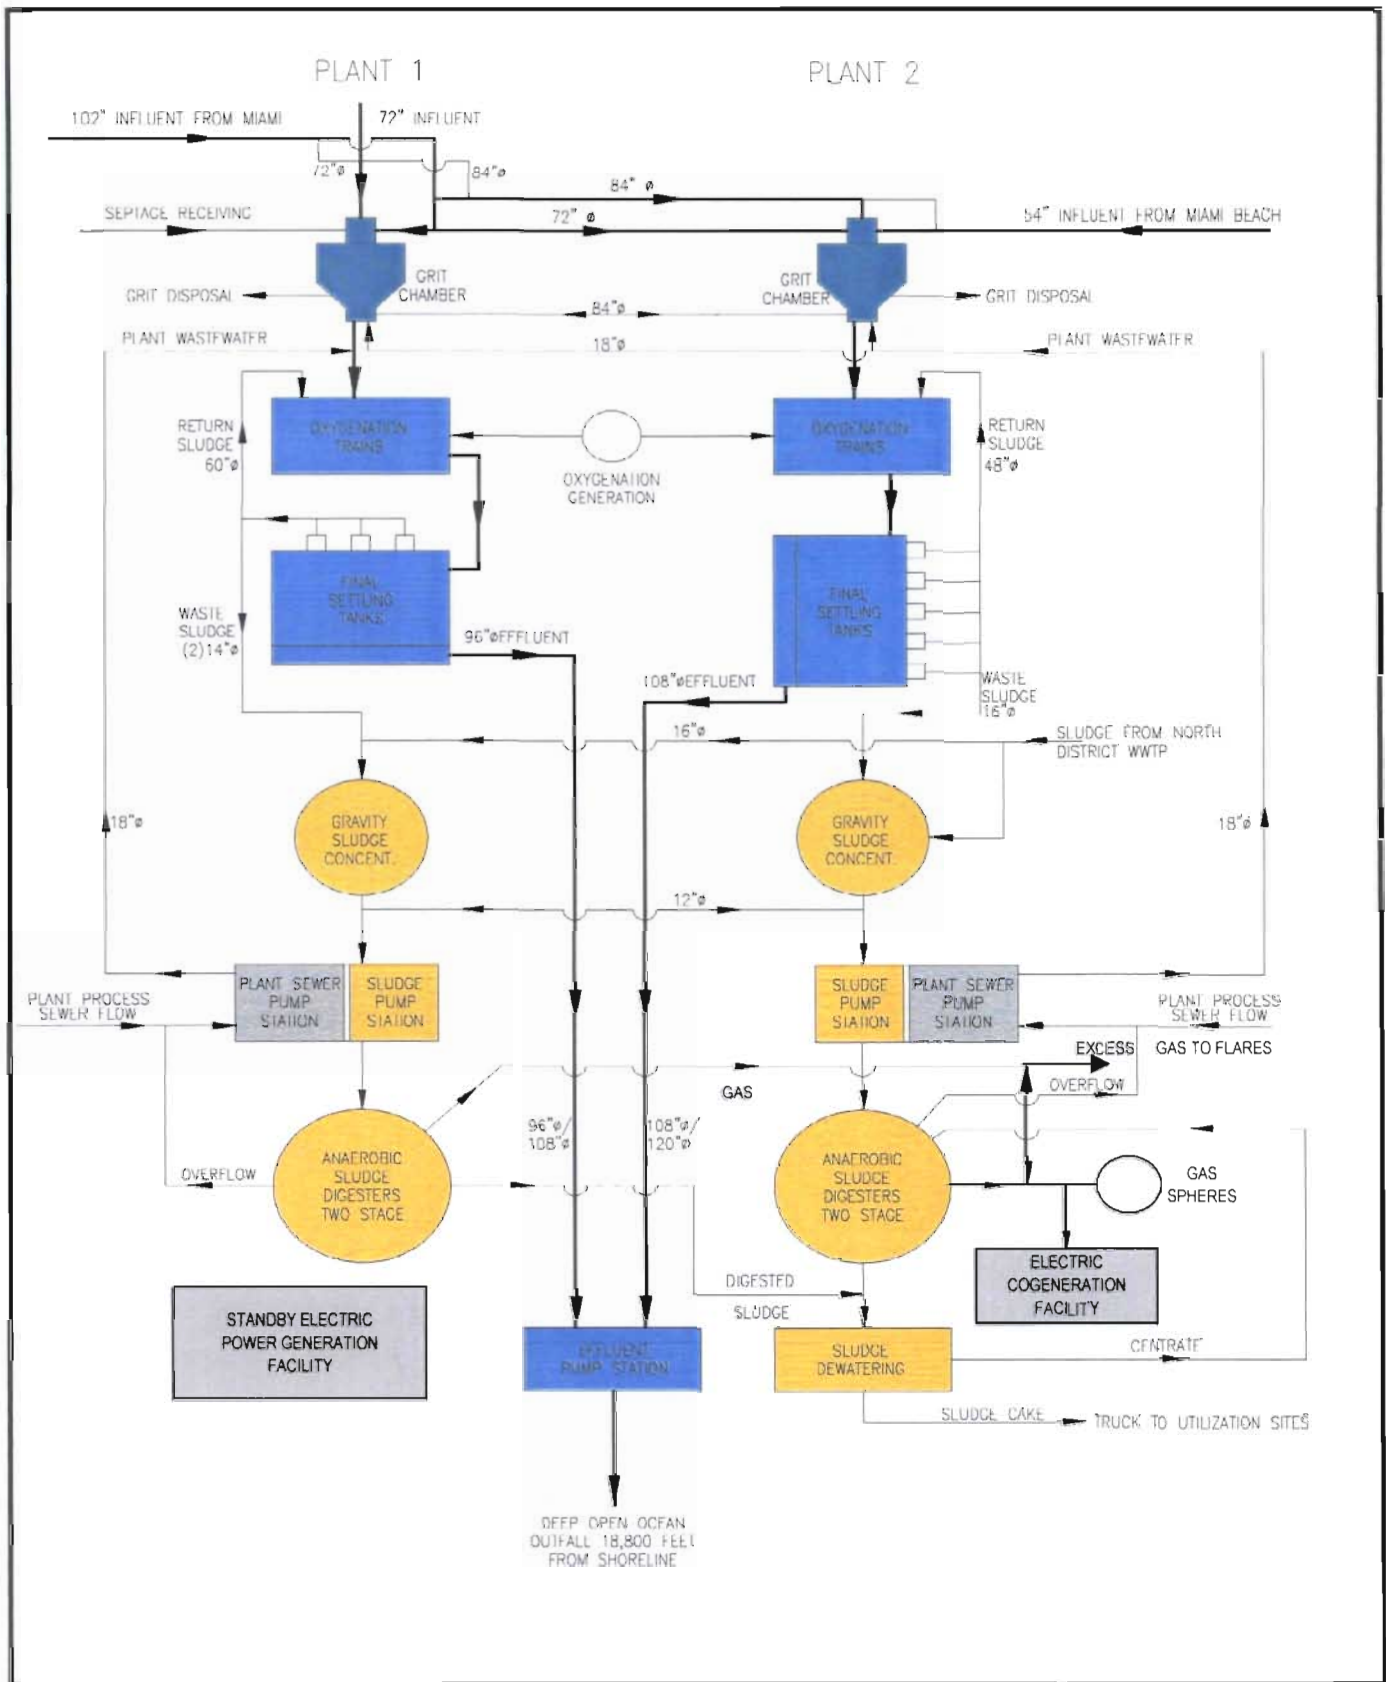 PLANT 1
PLANT 2
102" INFLUENT FROM MIAMI
72" INFLUENT
72"ø
84"ø
84" ø
SEPTAGE RECEIVING
72" ø
54" INFLUENT FROM MIAMI BEACH
GRIT
CHAMBER
GRIT
CHAMBER
GRIT DISPOSAL
84"ø
GRIT DISPOSAL
PLANT WASTEWATER
18"ø
PLANT WASTEWATER
RETURN
SLUDGE
60"ø
OXYGENATION
TRAINS
OXYGENATION
GENERATION
OXYGENATION
TRAINS
RETURN
SLUDGE
48"ø
FINAL
SETTLING
TANKS
FINAL
SETTLING
TANKS
WASTE
SLUDGE
(2)14"ø
96"øEFFLUENT
108"øEFFLUENT
WASTE
SLUDGE
16"ø
16"ø
SLUDGE FROM NORTH
DISTRICT WWTP
18"ø
GRAVITY
SLUDGE
CONCENT.
GRAVITY
SLUDGE
CONCENT.
18"ø
12"ø
PLANT SEWER
PUMP
STATION
SLUDGE
PUMP
STATION
SLUDGE
PUMP
STATION
PLANT SEWER
PUMP
STATION
PLANT PROCESS
SEWER FLOW
PLANT PROCESS
SEWER FLOW
EXCESS
GAS TO FLARES
GAS
OVERFLOW
96"ø/
108"ø
108"ø/
120"ø
OVERFLOW
ANAEROBIC
SLUDGE
DIGESTERS
TWO STAGE
ANAEROBIC
SLUDGE
DIGESTERS
TWO STAGE
GAS
SPHERES
DIGESTED
SLUDGE
ELECTRIC
COGENERATION
FACILITY
STANDBY ELECTRIC
POWER GENERATION
FACILITY
EFFLUENT
PUMP STATION
SLUDGE
DEWATERING
CENTRATE
SLUDGE CAKE
TRUCK TO UTILIZATION SITES
DEEP OPEN OCEAN
OUTFALL 18,800 FEET
FROM SHORELINE